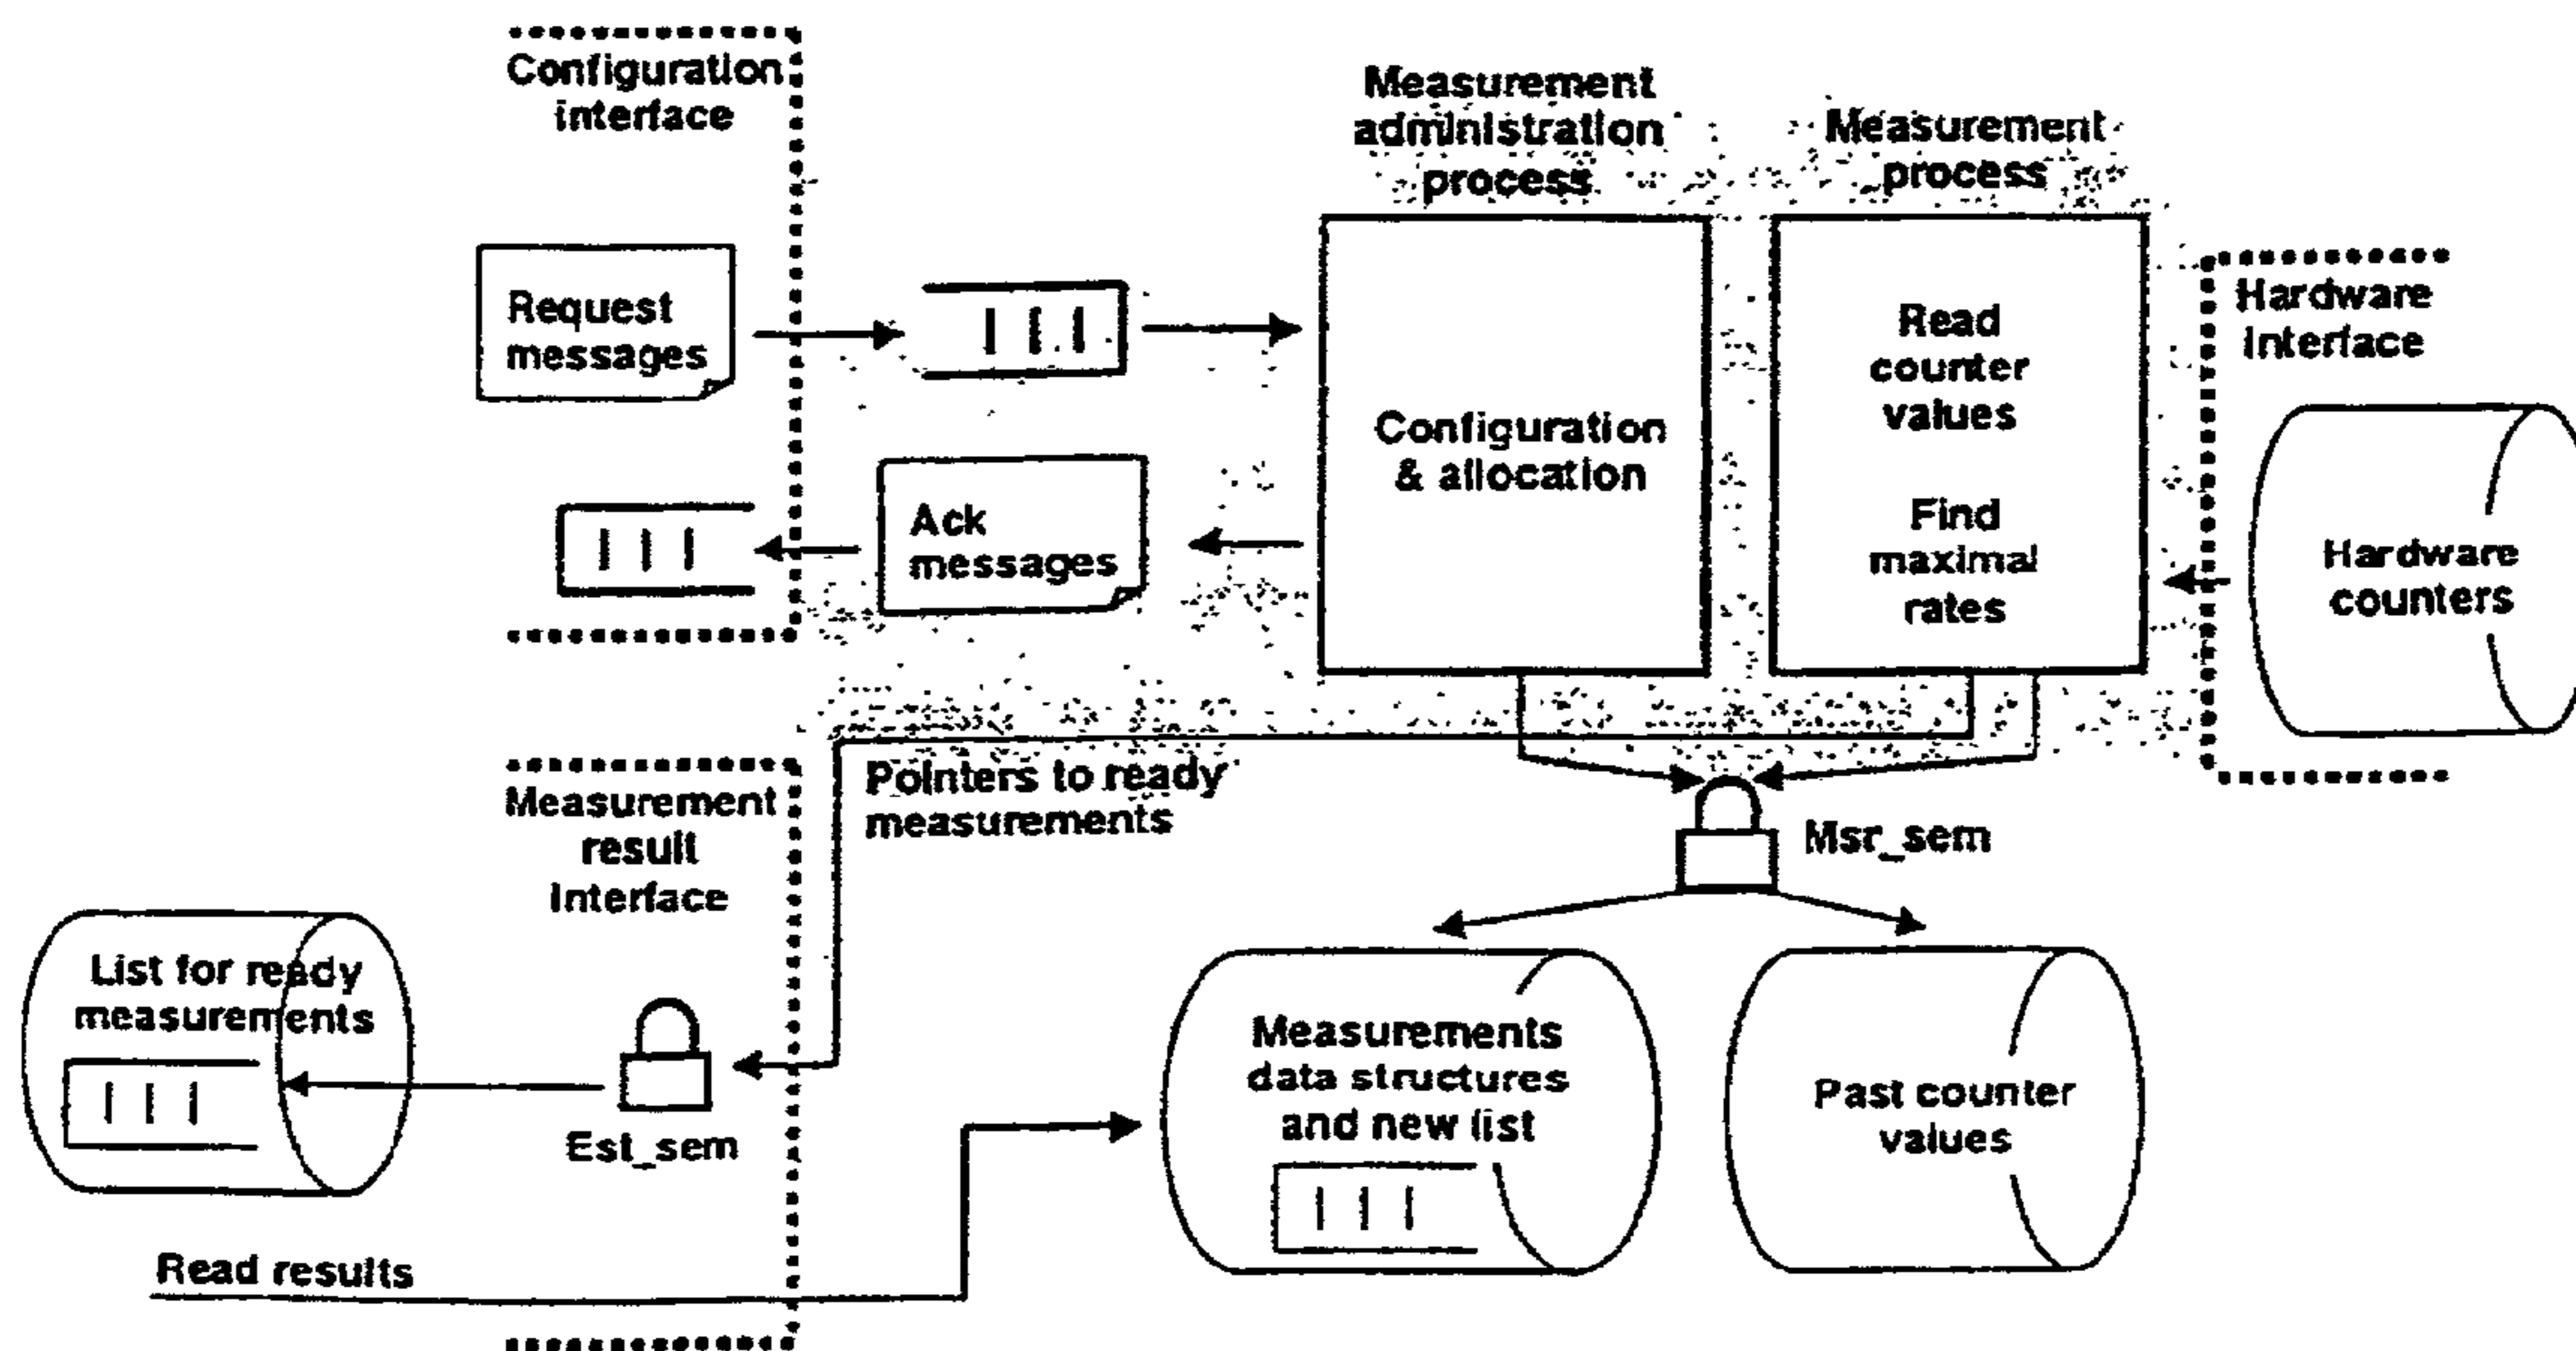 Configuration
interface
Measurement
administration
process
Measurement
process
Request
messages
Hardware
Interface
Read
counter
values
Configuration
& allocation
Ack
messages
Find
maximal
rates
Hardware
counters
Pointers to ready
measurements
Measurement
result
Interface
Msr_sem
List for ready
measurements
Est_sem
Measurements
data structures
and new list
Past counter
values
Read results